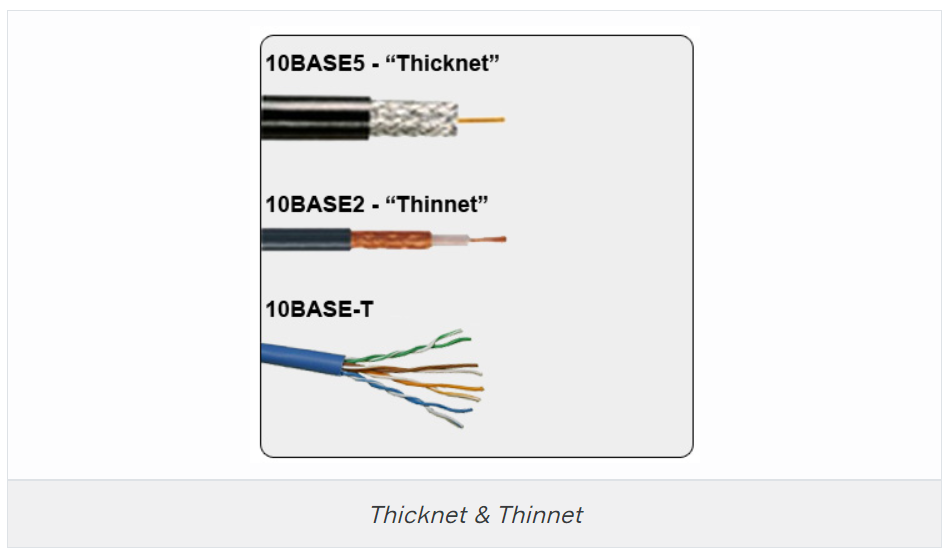 10BASE5 - “Thicknet”
10BASE2 - “Thinnet”
10BASE-T
Thicknet & Thinnet